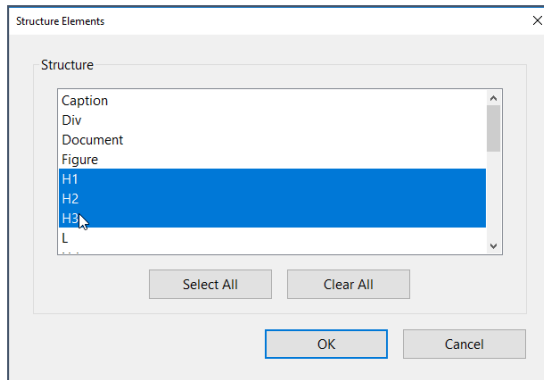 Structure Elements
Structure
Caption
Div
Document
Figure
H1
H2
H3
L
Select All Clear All
OK Cancel